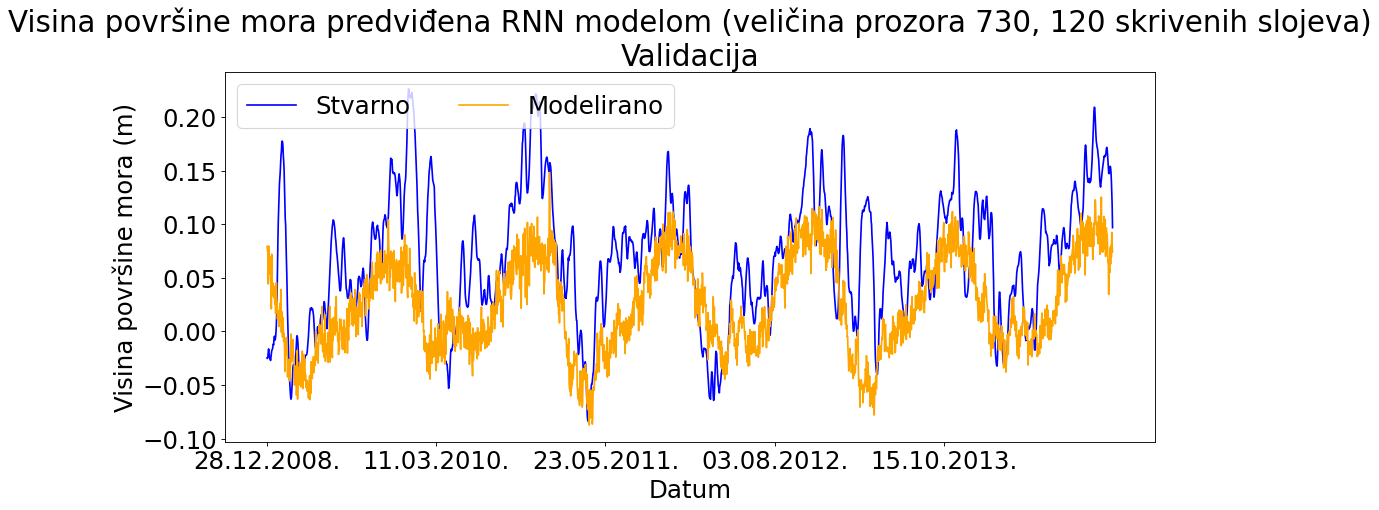 Visina površine mora predviđena RNN modelom (veličina prozora 730, 120 skrivenih slojeva)
Validacija
Stvarno Modelirano
Visina površine mora (m)
0.20
0.15
0.10
0.05
0.00
−0.05
−0.10
28.12.2008. 11.03.2010. 23.05.2011. 03.08.2012. 15.10.2013.
Datum